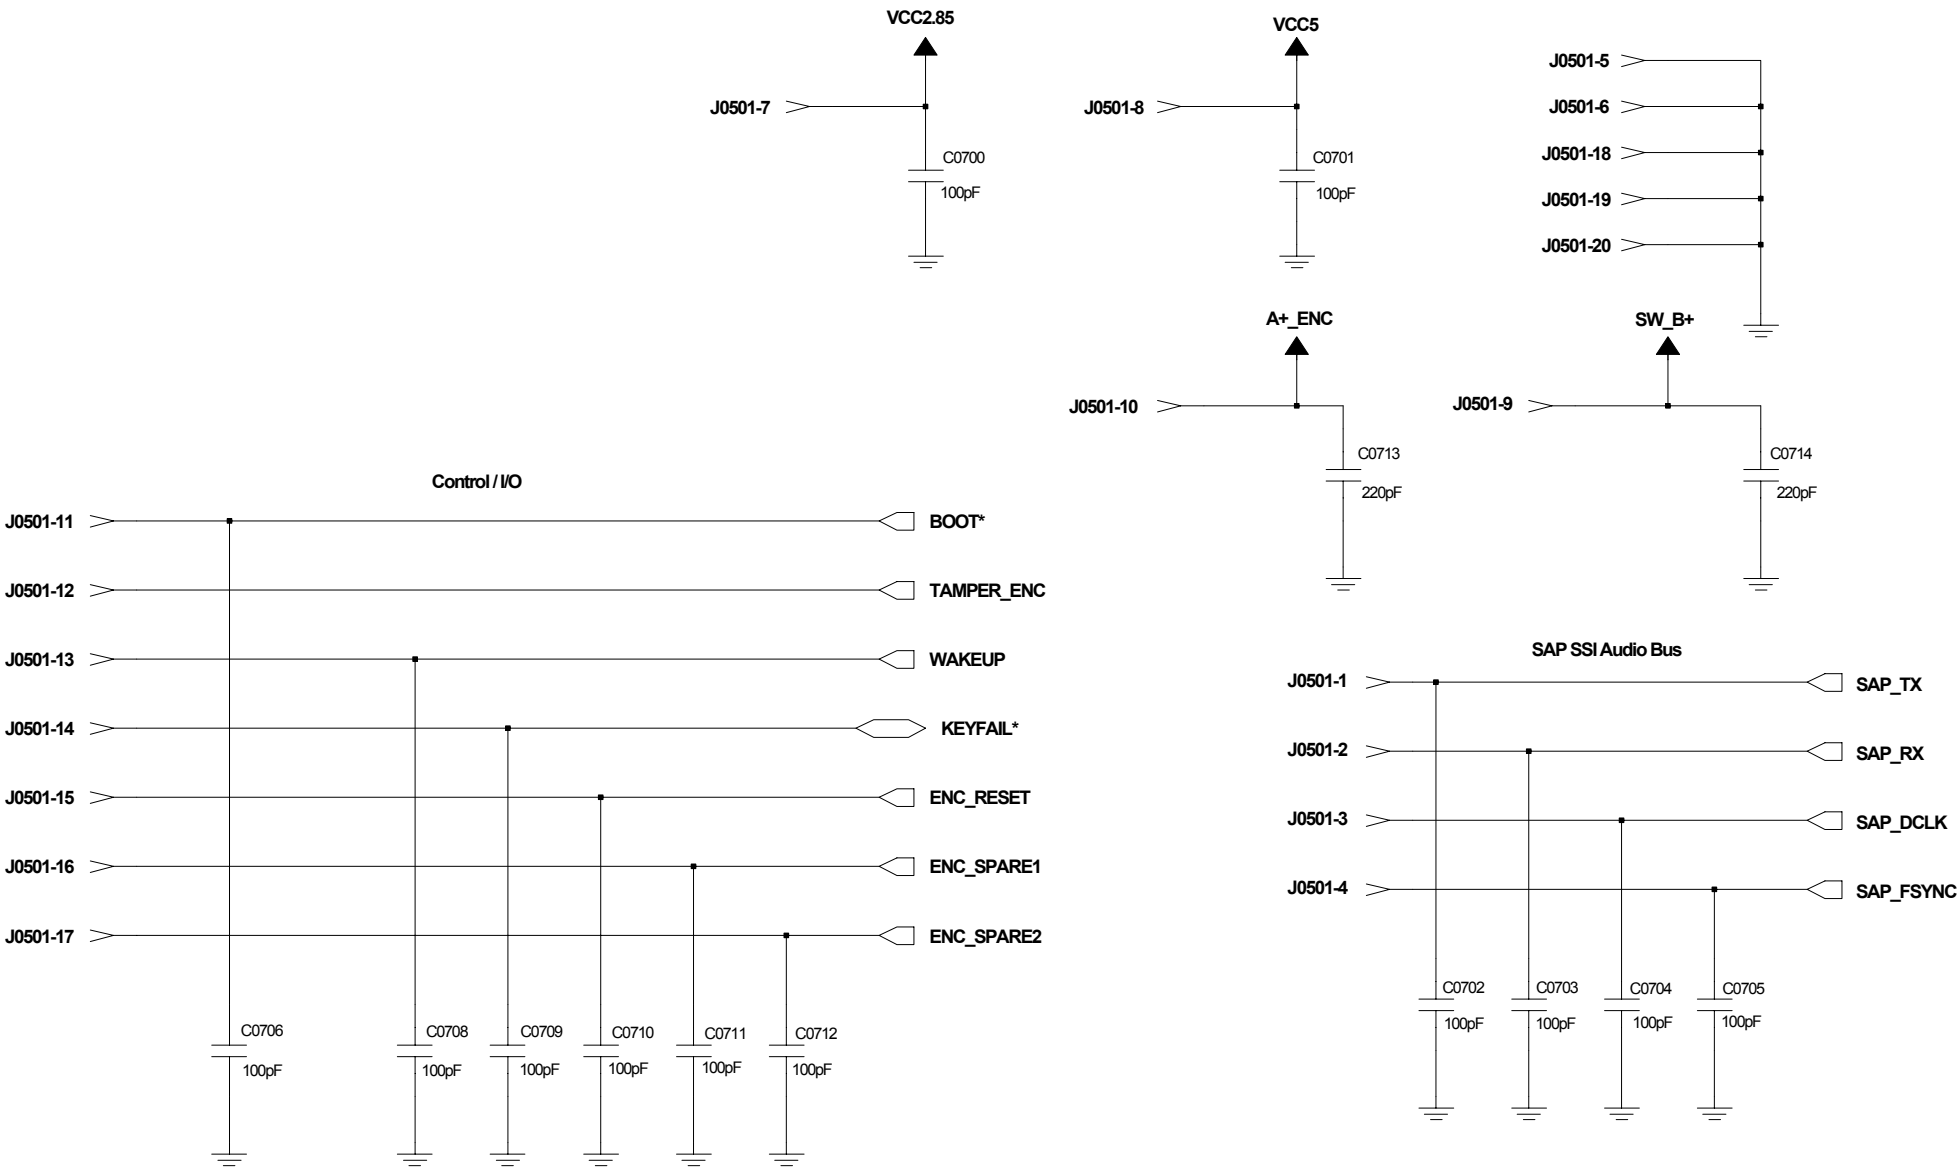 VCC2.85
VCC5
J0501-5
J0501-7
J0501-8
J0501-6
C0700
100pF
C0701
100pF
J0501-18
J0501-19
J0501-20
A+_ENC
SW_B+
J0501-10
J0501-9
C0713
220pF
C0714
220pF
Control / I/O
J0501-11
BOOT*
J0501-12
TAMPER_ENC
J0501-13
WAKEUP
J0501-14
KEYFAIL*
J0501-15
ENC_RESET
J0501-16
ENC_SPARE1
J0501-17
ENC_SPARE2
C0706
100pF
C0708
100pF
C0709
100pF
C0710
100pF
C0711
100pF
C0712
100pF
SAP SSI Audio Bus
J0501-1
SAP_TX
J0501-2
SAP_RX
J0501-3
SAP_DCLK
J0501-4
SAP_FSYNC
C0702
100pF
C0703
100pF
C0704
100pF
C0705
100pF